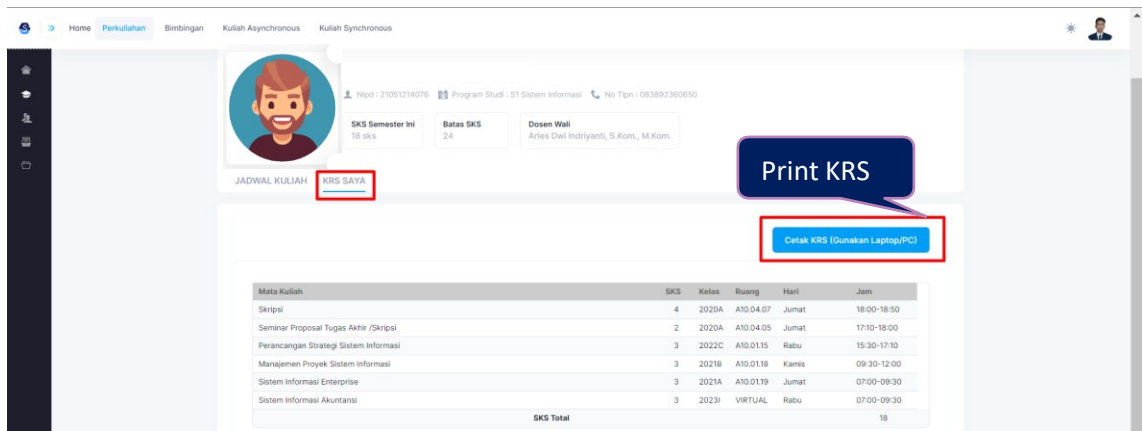 Home Perkuliahan Bimbingan Kuliah Asynchronous Kuliah Synchronous
Nipd : 21051214076 Program Studi : S1 Sistem Informasi No Tlpn : 083892360650
SKS Semester Ini Batas SKS Dosen Wali
18 sks 24 Aries Dwi Indriyanti, S.Kom., M.Kom.
Print KRS
JADWAL KULIAH KRS SAYA
Cetak KRS (Gunakan Laptop/PC)
Mata Kuliah SKS Kelas Ruang Hari Jam
Skripsi 4 2020A A10.04.07 Jumat 18:00-18:50
Seminar Proposal Tugas Akhir /Skripsi 2 2020A A10.04.05 Jumat 17:10-18:00
Perancangan Strategi Sistem Informasi 3 2022C A10.01.15 Rabu 15:30-17:10
Manajemen Proyek Sistem Informasi 3 2021B A10.01.18 Kamis 09:30-12:00
Sistem Informasi Enterprise 3 2021A A10.01.19 Jumat 07:00-09:30
Sistem Informasi Akuntansi 3 2023I VIRTUAL Rabu 07:00-09:30
SKS Total 18